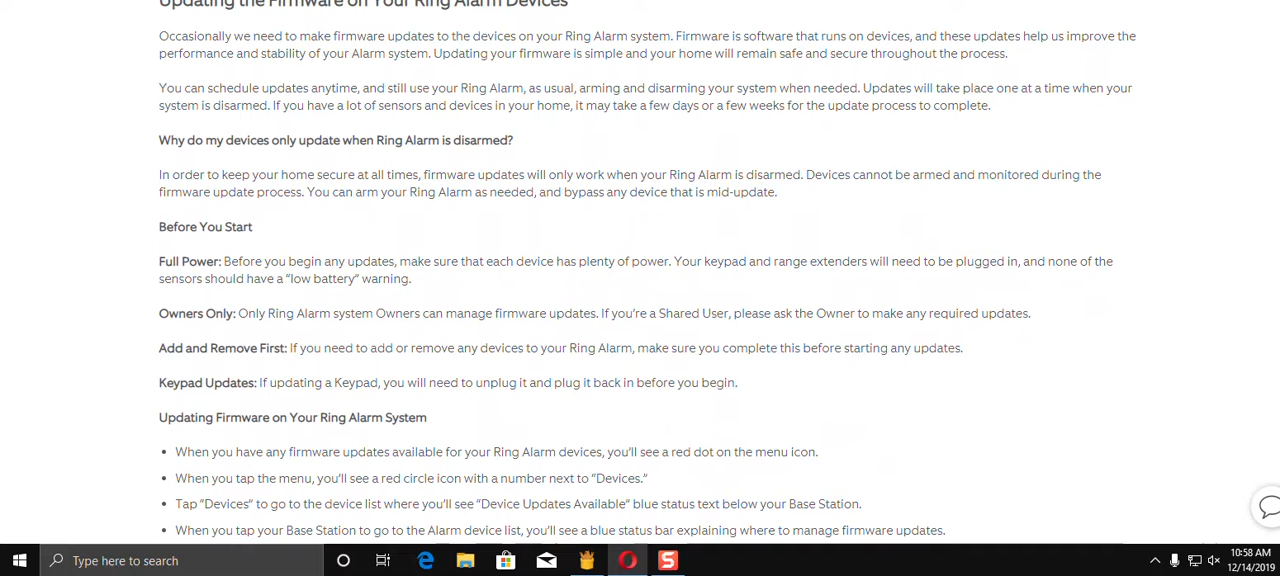 Updating the Firmware on Your Ring Alarm Devices
Occasionally we need to make firmware updates to the devices on your Ring Alarm system. Firmware is software that runs on devices, and these updates help us improve the
performance and stability of your Alarm system. Updating your firmware is simple and your home will remain safe and secure throughout the process.
You can schedule updates anytime, and still use your Ring Alarm, as usual, arming and disarming your system when needed. Updates will take place one at a time when your
system is disarmed. If you have a lot of sensors and devices in your home, it may take a few days or a few weeks for the update process to complete.
Why do my devices only update when Ring Alarm is disarmed?
In order to keep your home secure at all times, firmware updates will only work when your Ring Alarm is disarmed. Devices cannot be armed and monitored during the
firmware update process. You can arm your Ring Alarm as needed, and bypass any device that is mid-update.
Before You Start
Full Power: Before you begin any updates, make sure that each device has plenty of power. Your keypad and range extenders will need to be plugged in, and none of the
sensors should have a “low battery” warning.
Owners Only: Only Ring Alarm system Owners can manage firmware updates. If you’re a Shared User, please ask the Owner to make any required updates.
Add and Remove First: If you need to add or remove any devices to your Ring Alarm, make sure you complete this before starting any updates.
Keypad Updates: If updating a Keypad, you will need to unplug it and plug it back in before you begin.
Updating Firmware on Your Ring Alarm System
• When you have any firmware updates available for your Ring Alarm devices, you’ll see a red dot on the menu icon.
• When you tap the menu, you’ll see a red circle icon with a number next to “Devices.”
• Tap “Devices” to go to the device list where you’ll see “Device Updates Available” blue status text below your Base Station.
• When you tap your Base Station to go to the Alarm device list, you’ll see a blue status bar explaining where to manage firmware updates.
Type here to search
10:58 AM
12/14/2019